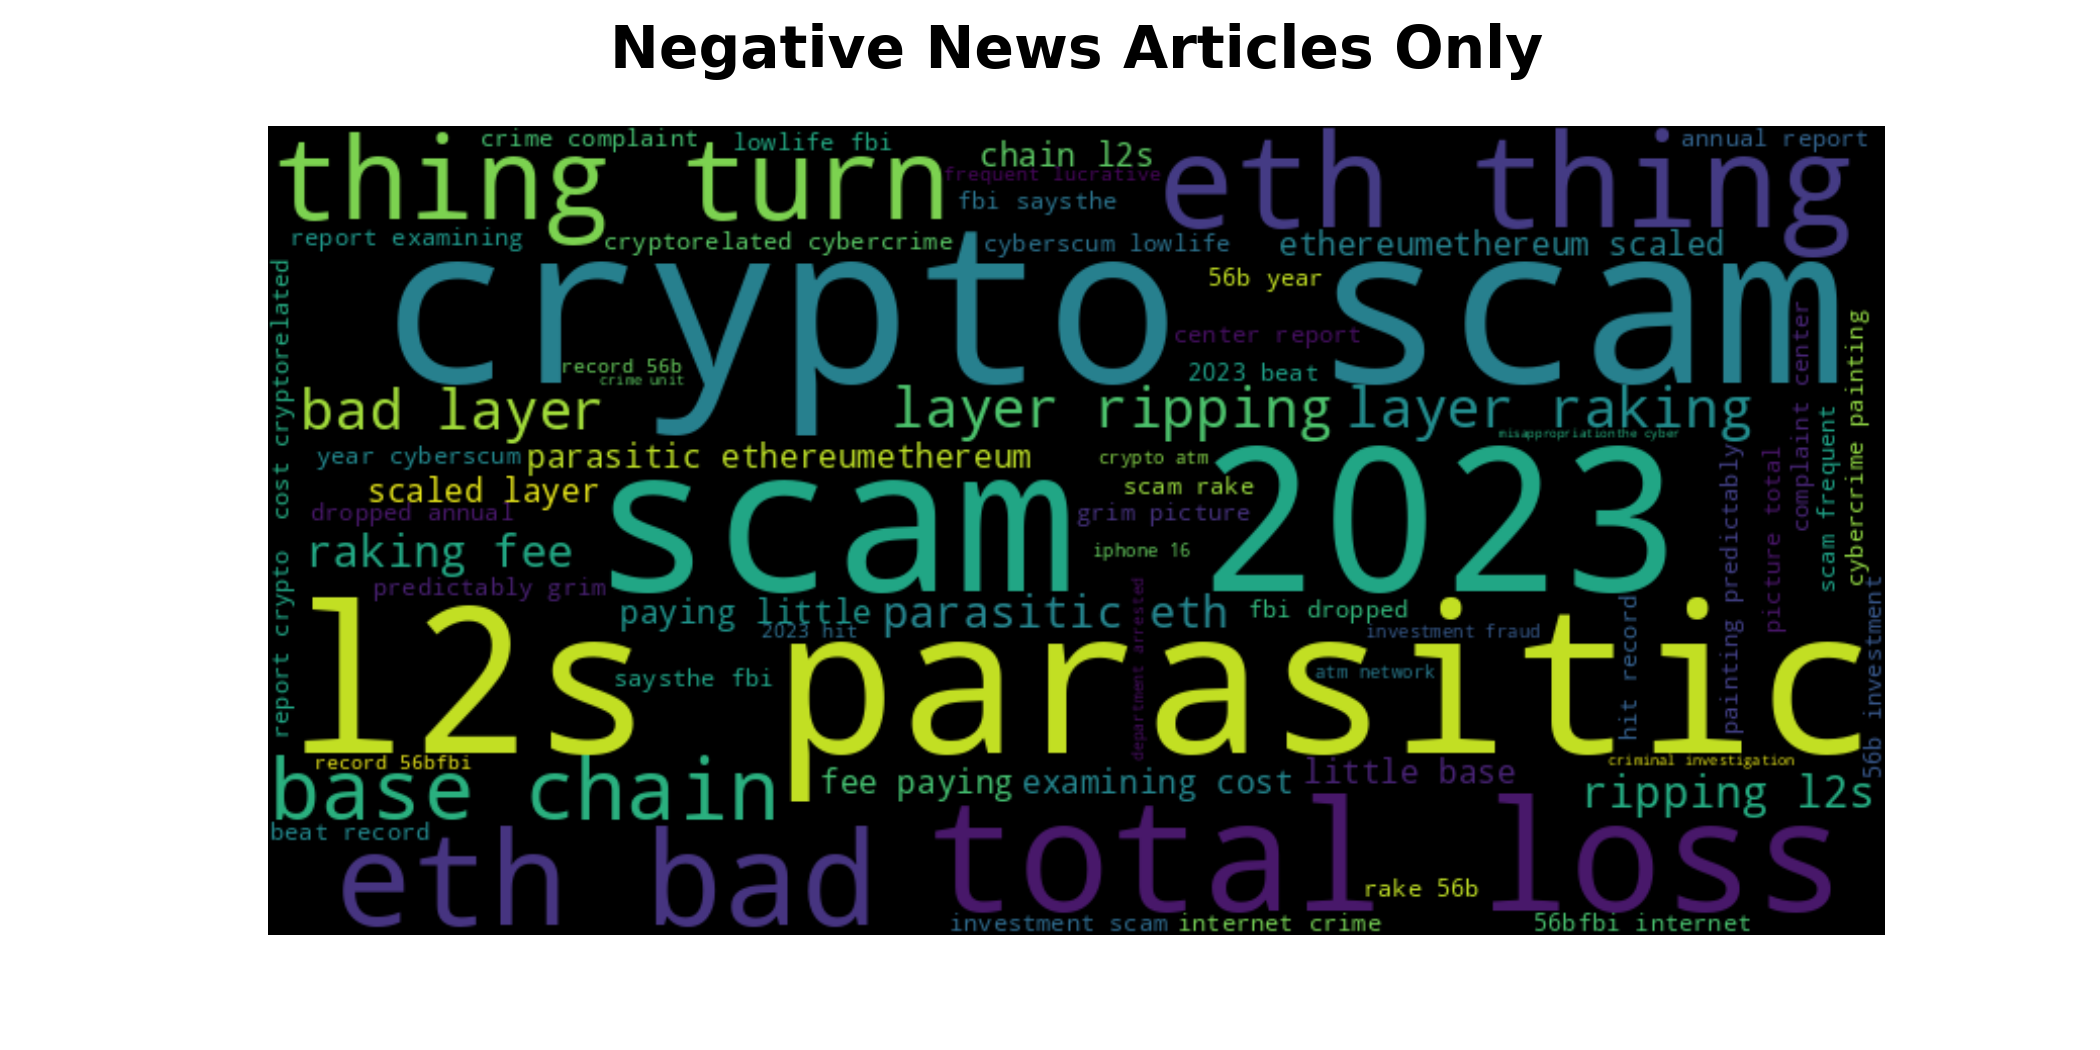 Negative News Articles Only
thing turn
crime complaint
lowlife fbi
chain l2s
eth thing
annual report
frequent lucrative
fbi saysthe
report examining
cryptorelated cybercrime
cyberscum lowlife
ethereumethereum scaled
crypto scam
56b year
center report
record 56b
crime unit
2023 beat
bad layer
layer ripping
layer raking
misappropriationthe cyber
year cyberscum
parasitic ethereumethereum
crypto atm
scaled layer
scam 2023
scam rake
dropped annual
grim picture
raking fee
iphone 16
predictably grim
paying little
parasitic eth
fbi dropped
2023 hit
investment fraud
l2s parasitic
saysthe fbi
atm network
department arrested
cost cryptorelated
report crypto
complaint center
cybercrime painting
scam frequent
picture total
painting predictably
hit record
56b investment
record 56bfbi
criminal investigation
base chain
fee paying
examining cost
little base
ripping l2s
beat record
eth bad
total loss
rake 56b
investment scam
internet crime
56bfbi internet